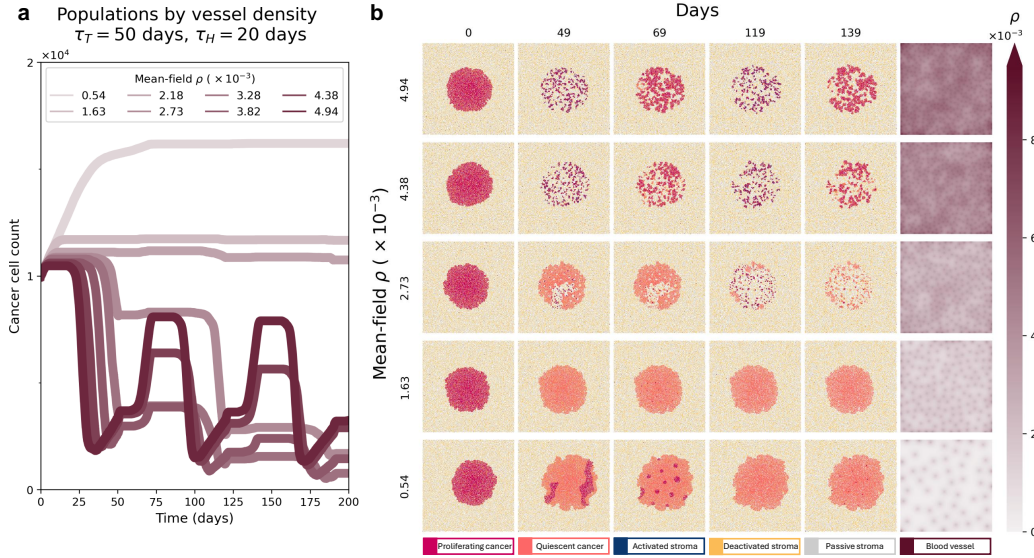 a
Populations by vessel density
τ_T = 50 days, τ_H = 20 days
×10⁴
2
1
0
Cancer cell count
Mean-field ρ ( ×10⁻³)
0.54 2.18 3.28 4.38
1.63 2.73 3.82 4.94
0 25 50 75 100 125 150 175 200
Time (days)
b
Days
0 49 69 119 139
Mean-field ρ ( ×10⁻³)
4.94
4.38
2.73
1.63
0.54
ρ
×10⁻³
8
6
4
2
0
Proliferating cancer Quiescent cancer Activated stroma Deactivated stroma Passive stroma Blood vessel